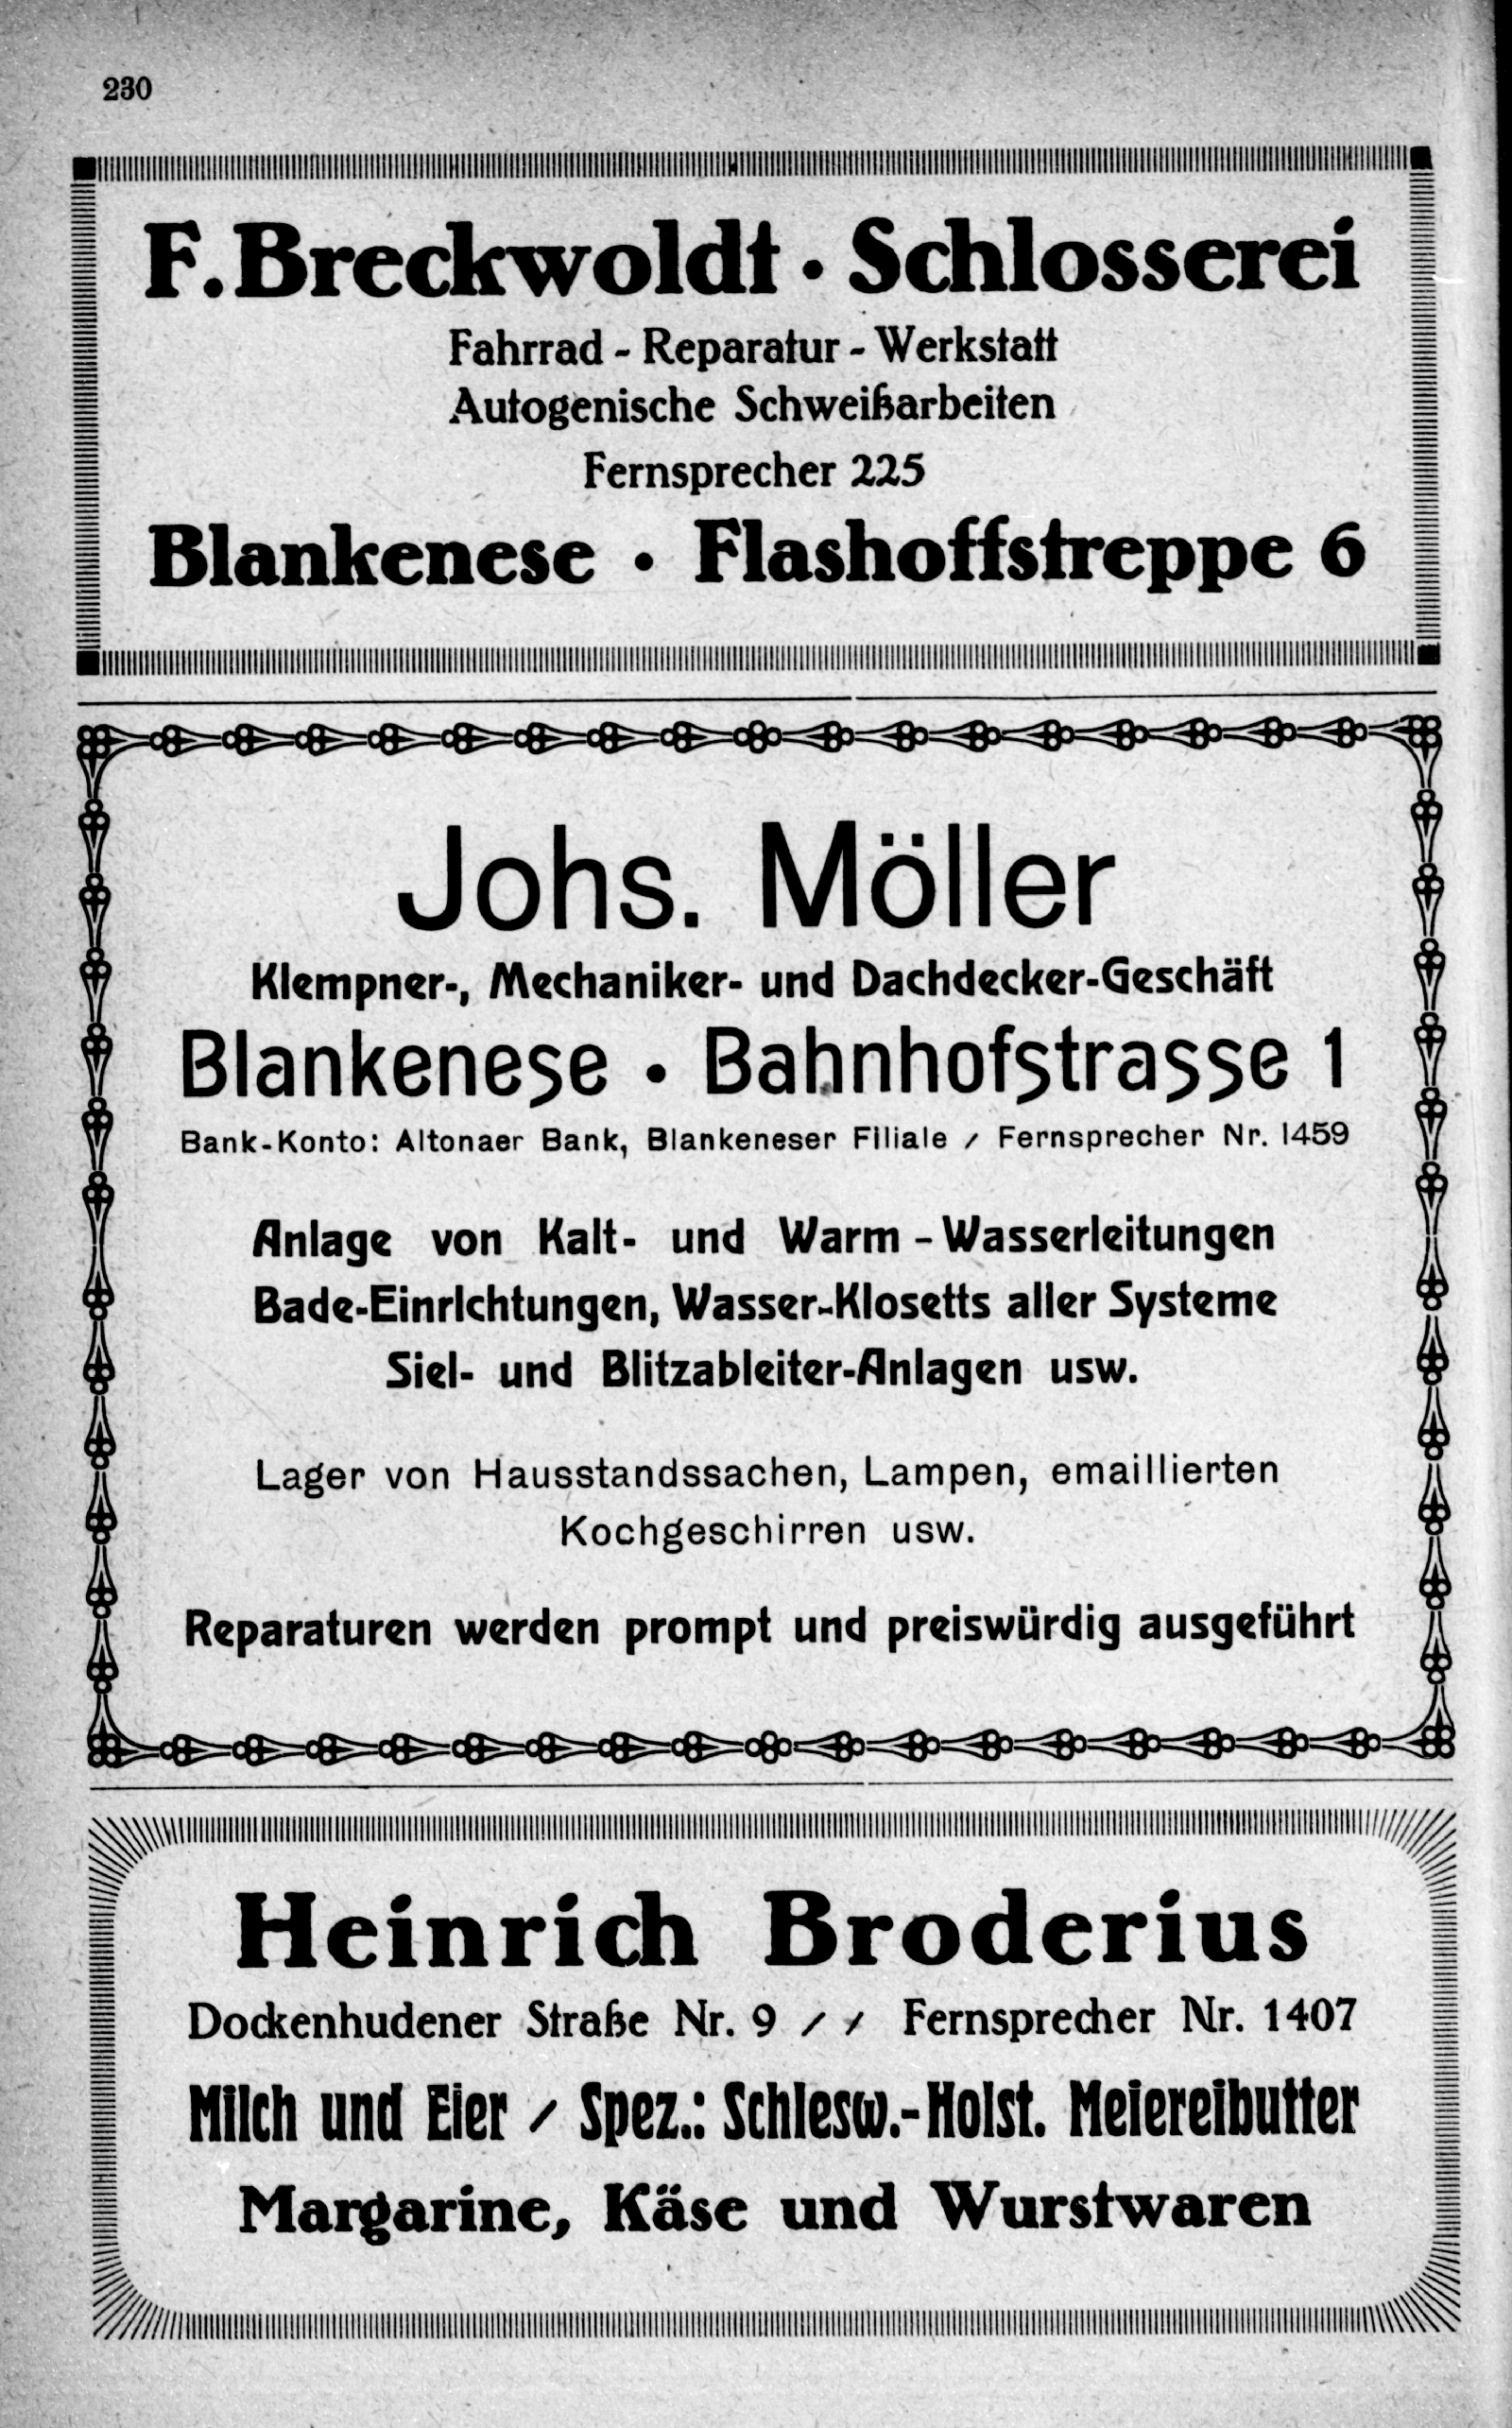 230
F. Breckwoldt · Schlosserei
Fahrrad - Reparatur - Werkstatt
Autogenische Schweißarbeiten
Fernsprecher 225
Blankenese · Flashoffstreppe 6
Johs. Möller
Klempner-, Mechaniker- und Dachdecker-Geschäft
Blankenese · Bahnhofstrasse 1
Bank-Konto: Altonaer Bank, Blankeneser Filiale / Fernsprecher Nr. 1459
Anlage von Kalt- und Warm - Wasserleitungen
Bade-Einrichtungen, Wasser-Klosetts aller Systeme
Siel- und Blitzableiter-Anlagen usw.
Lager von Hausstandssachen, Lampen, emaillierten
Kochgeschirren usw.
Reparaturen werden prompt und preiswürdig ausgeführt
Heinrich Broderius
Dockenhudener Straße Nr. 9 / / Fernsprecher Nr. 1407
Milch und Eier / Spez.: Schlesw.-Holst. Meiereibutter
Margarine, Käse und Wurstwaren